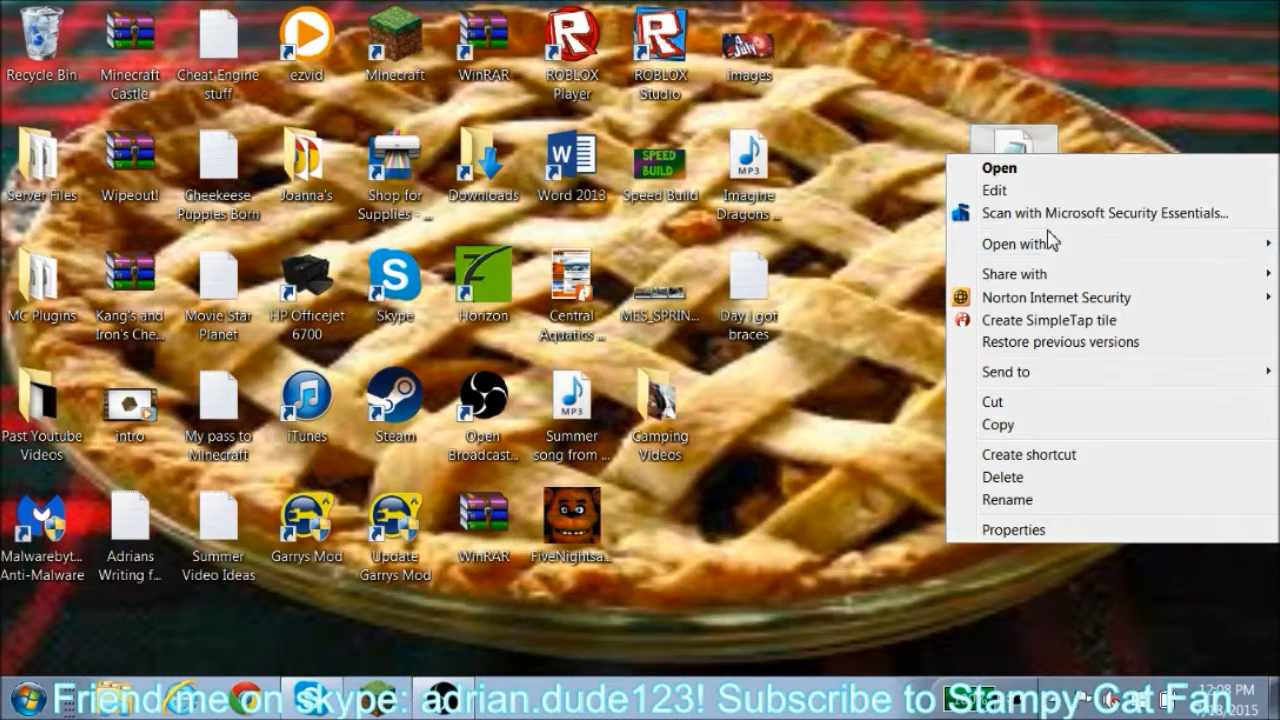 Recycle Bin
Minecraft
Castle
Cheat Engine
stuff
ezvid
Minecraft
WinRAR
ROBLOX
Player
ROBLOX
Studio
4
July
Images
Server Files
Wipeout!
Cheekeese
Puppies Born
Joanna's
Shop for
Supplies - ...
Downloads
Word 2013
SPEED
BUILD
Speed Build
MP3
Imagine
Dragons ...
MC Plugins
Kang's and
Iron's Che...
Movie Star
Planet
HP Officejet
6700
Skype
Horizon
Central
Aquatics ...
MES_SPRIN...
Day i got
braces
Past Youtube
Videos
intro
My pass to
Minecraft
iTunes
Steam
Open
Broadcast...
MP3
Summer
song from ...
Camping
Videos
Malwarebyt...
Anti-Malware
Adrians
Writing f...
Summer
Video Ideas
Garrys Mod
Update
Garrys Mod
WinRAR
FiveNightsa...
Open
Edit
Scan with Microsoft Security Essentials...
Open with
Share with
Norton Internet Security
Create SimpleTap tile
Restore previous versions
Send to
Cut
Copy
Create shortcut
Delete
Rename
Properties
Friend me on skype: adrian.dude123! Subscribe to Stampy Cat Fan,
12:08 PM